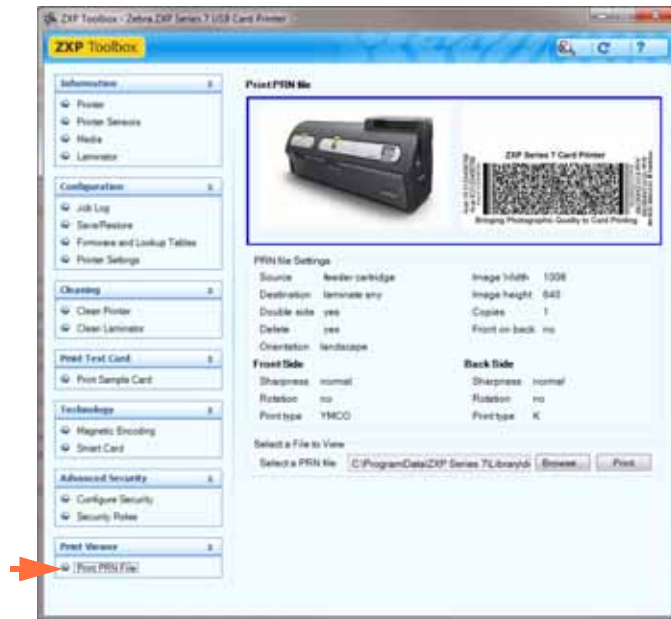 ZXP Toolbox - Zebra ZXP Series 7 USB Card Printer
ZXP Toolbox
Information
Printer
Printer Sensors
Media
Laminator
Configuration
Job Log
Save/Restore
Firmware and Lookup Tables
Printer Settings
Cleaning
Clean Printer
Clean Laminator
Print Test Card
Print Sample Card
Technology
Magnetic Encoding
Smart Card
Advanced Security
Configure Security
Security Roles
Print Viewer
Print PRN File
Print PRN file
ZXP Series 7 Card Printer
Bringing Photographic Quality to Card Printing
PRN file Settings
Source feeder cartridge Image Width
Destination laminate any Image height 640
Double side yes Copies 1
Delete yes Front on back no
Orientation landscape
Front Side Back Side
Sharpness normal Sharpness normal
Rotation no Rotation no
Print type YMCO Print type K
Select a File to View
Select a PRN file C:\ProgramData\ZXP Series 7\Library\di Browse... Print